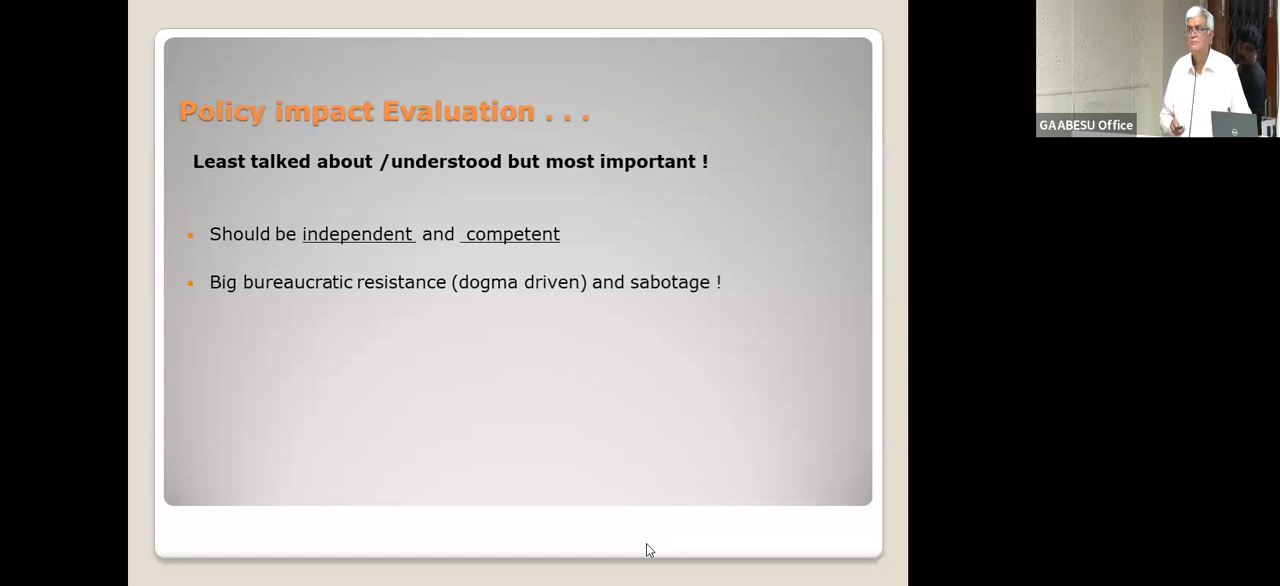 Policy impact Evaluation . . .
Least talked about /understood but most important !
Should be independent and competent
Big bureaucratic resistance (dogma driven) and sabotage !
GAABESU Office